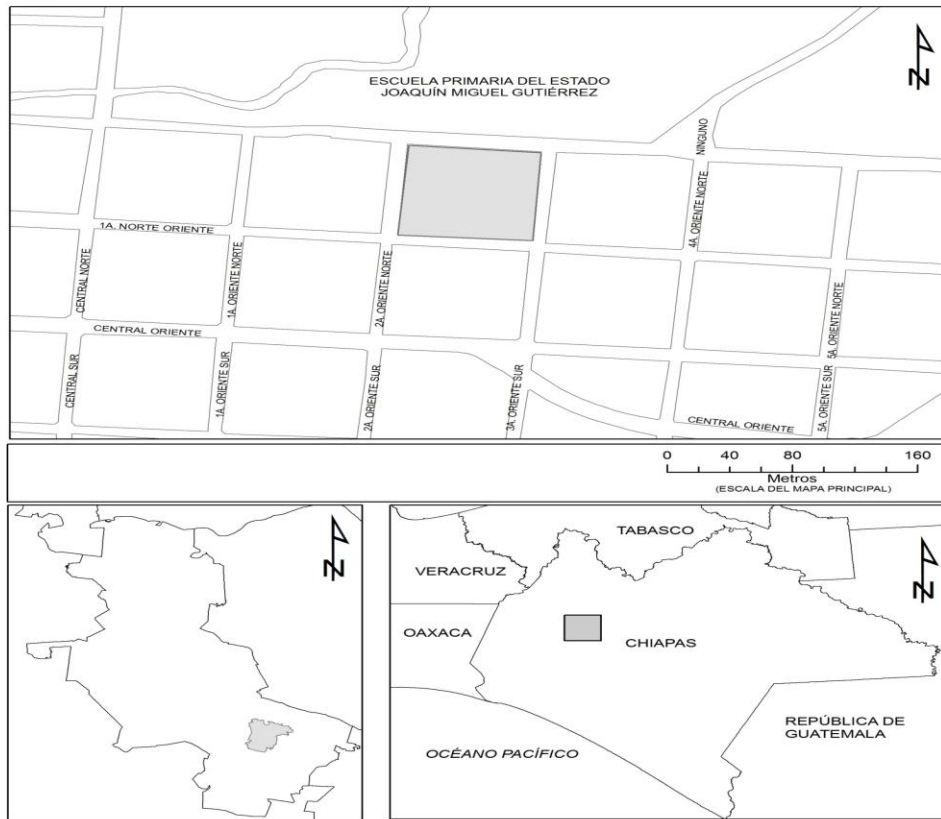 ESCUELA PRIMARIA DEL ESTADO
JOAQUÍN MIGUEL GUTIÉRREZ
N
NINGUNO
4A. ORIENTE NORTE
1A. NORTE ORIENTE
CENTRAL NORTE
1A. ORIENTE NORTE
2A. ORIENTE NORTE
5A. ORIENTE NORTE
CENTRAL ORIENTE
CENTRAL SUR
1A. ORIENTE SUR
2A. ORIENTE SUR
3A. ORIENTE SUR
5A. ORIENTE SUR
CENTRAL ORIENTE
0 40 80 160
Metros
(ESCALA DEL MAPA PRINCIPAL)
N
TABASCO
VERACRUZ
N
OAXACA
CHIAPAS
REPÚBLICA DE
GUATEMALA
OCÉANO PACÍFICO